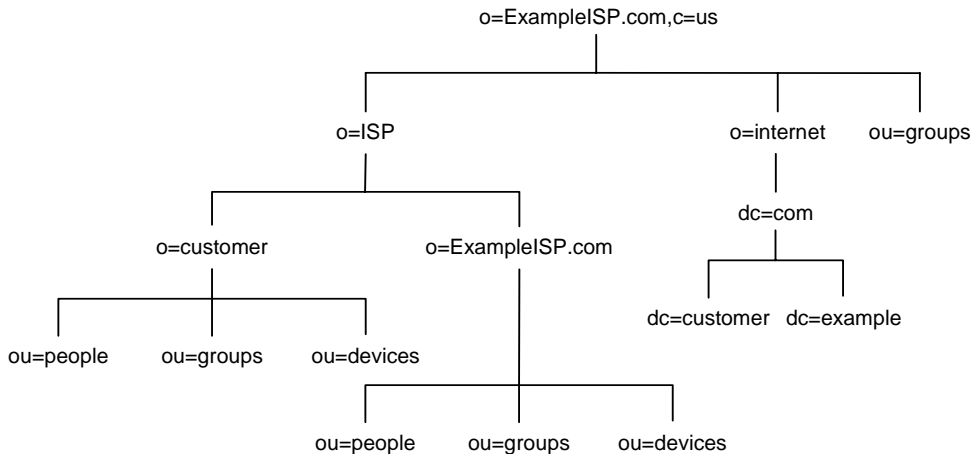 o=ExampleISP.com,c=us
o=ISP
o=internet
ou=groups
dc=com
o=customer
o=ExampleISP.com
dc=customer
dc=example
ou=people
ou=groups
ou=devices
ou=people
ou=groups
ou=devices